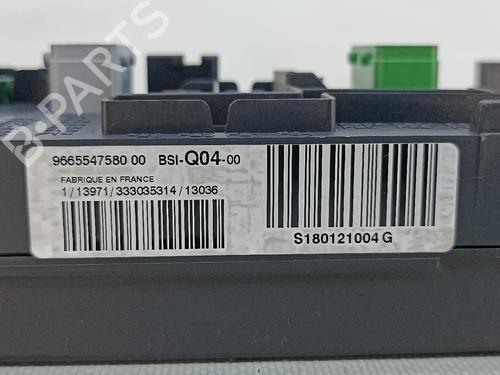 B-PARTS
9665547580 00 BSI-Q04-00
FABRIQUE EN FRANCE
1/13971/333035314/13036
S180121004 G